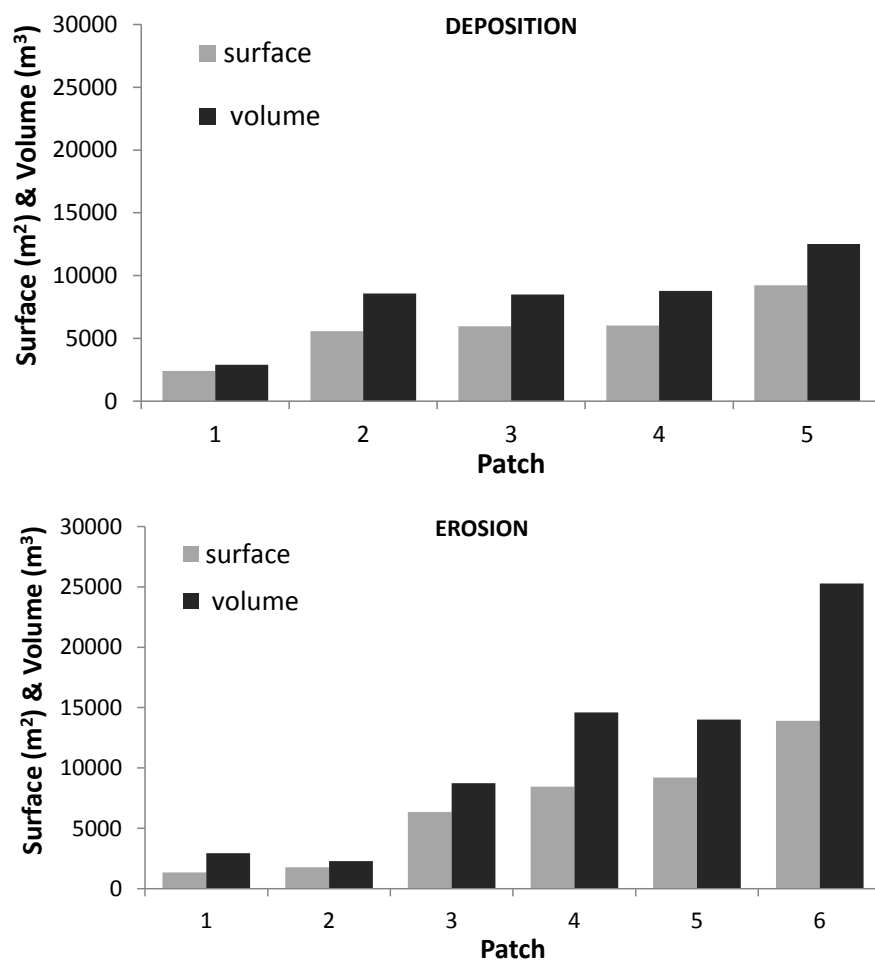 DEPOSITION
surface
volume
Surface (m²) & Volume (m³)
30000
25000
20000
15000
10000
5000
0
1 2 3 4 5
Patch
EROSION
surface
volume
Surface (m²) & Volume (m³)
30000
25000
20000
15000
10000
5000
0
1 2 3 4 5 6
Patch